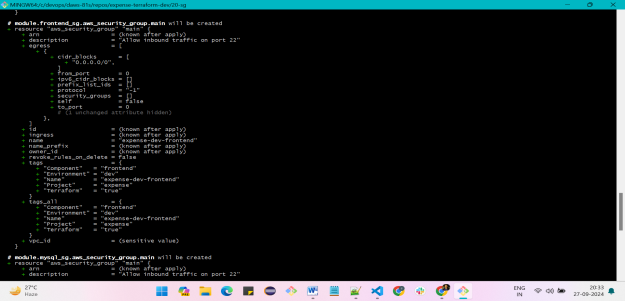 MINGW64:/c/devops/daws-81s/repos/expense-terraform-dev/20-sg
}
# module.frontend_sg.aws_security_group.main will be created
+ resource "aws_security_group" "main" {
+ arn = (known after apply)
+ description = "Allow inbound traffic on port 22"
+ egress = [
+ {
+ cidr_blocks = [
+ "0.0.0.0/0",
]
+ from_port = 0
+ ipv6_cidr_blocks = []
+ prefix_list_ids = []
+ protocol = "-1"
+ security_groups = []
+ self = false
+ to_port = 0
# (1 unchanged attribute hidden)
},
]
+ id = (known after apply)
+ ingress = (known after apply)
+ name = "expense-dev-frontend"
+ name_prefix = (known after apply)
+ owner_id = (known after apply)
+ revoke_rules_on_delete = false
+ tags = {
+ "Component" = "frontend"
+ "Environment" = "dev"
+ "Name" = "expense-dev-frontend"
+ "Project" = "expense"
+ "Terraform" = "true"
}
+ tags_all = {
+ "Component" = "frontend"
+ "Environment" = "dev"
+ "Name" = "expense-dev-frontend"
+ "Project" = "expense"
+ "Terraform" = "true"
}
+ vpc_id = (sensitive value)
}
# module.mysql_sg.aws_security_group.main will be created
+ resource "aws_security_group" "main" {
+ arn = (known after apply)
+ description = "Allow inbound traffic on port 22"
27°C
Haze
ENG
IN
20:33
27-09-2024